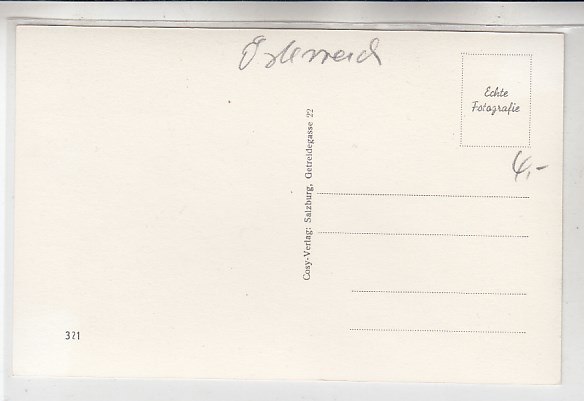 Österreich
Echte
Fotografie
4,-
Cosy-Verlag: Salzburg, Getreidegasse 22
321